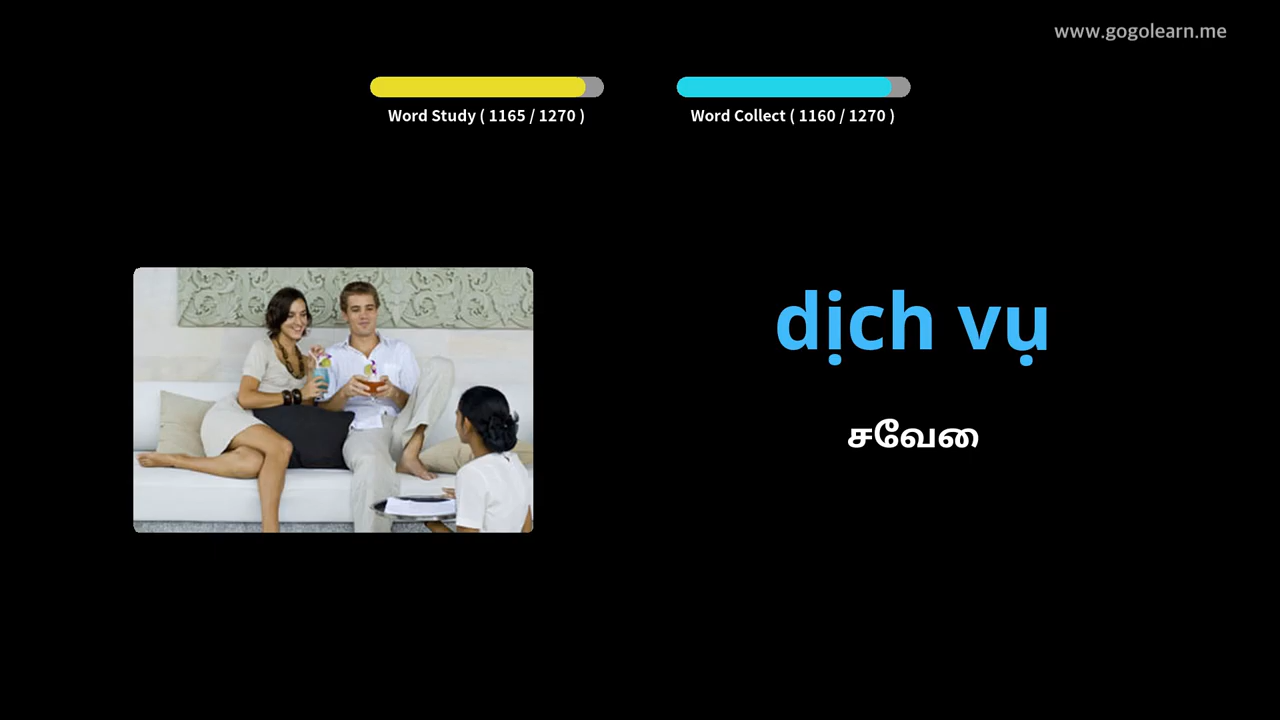 www.gogolearn.me
Word Study ( 1165 / 1270 )
Word Collect ( 1160 / 1270 )
dịch vụ
சேவை